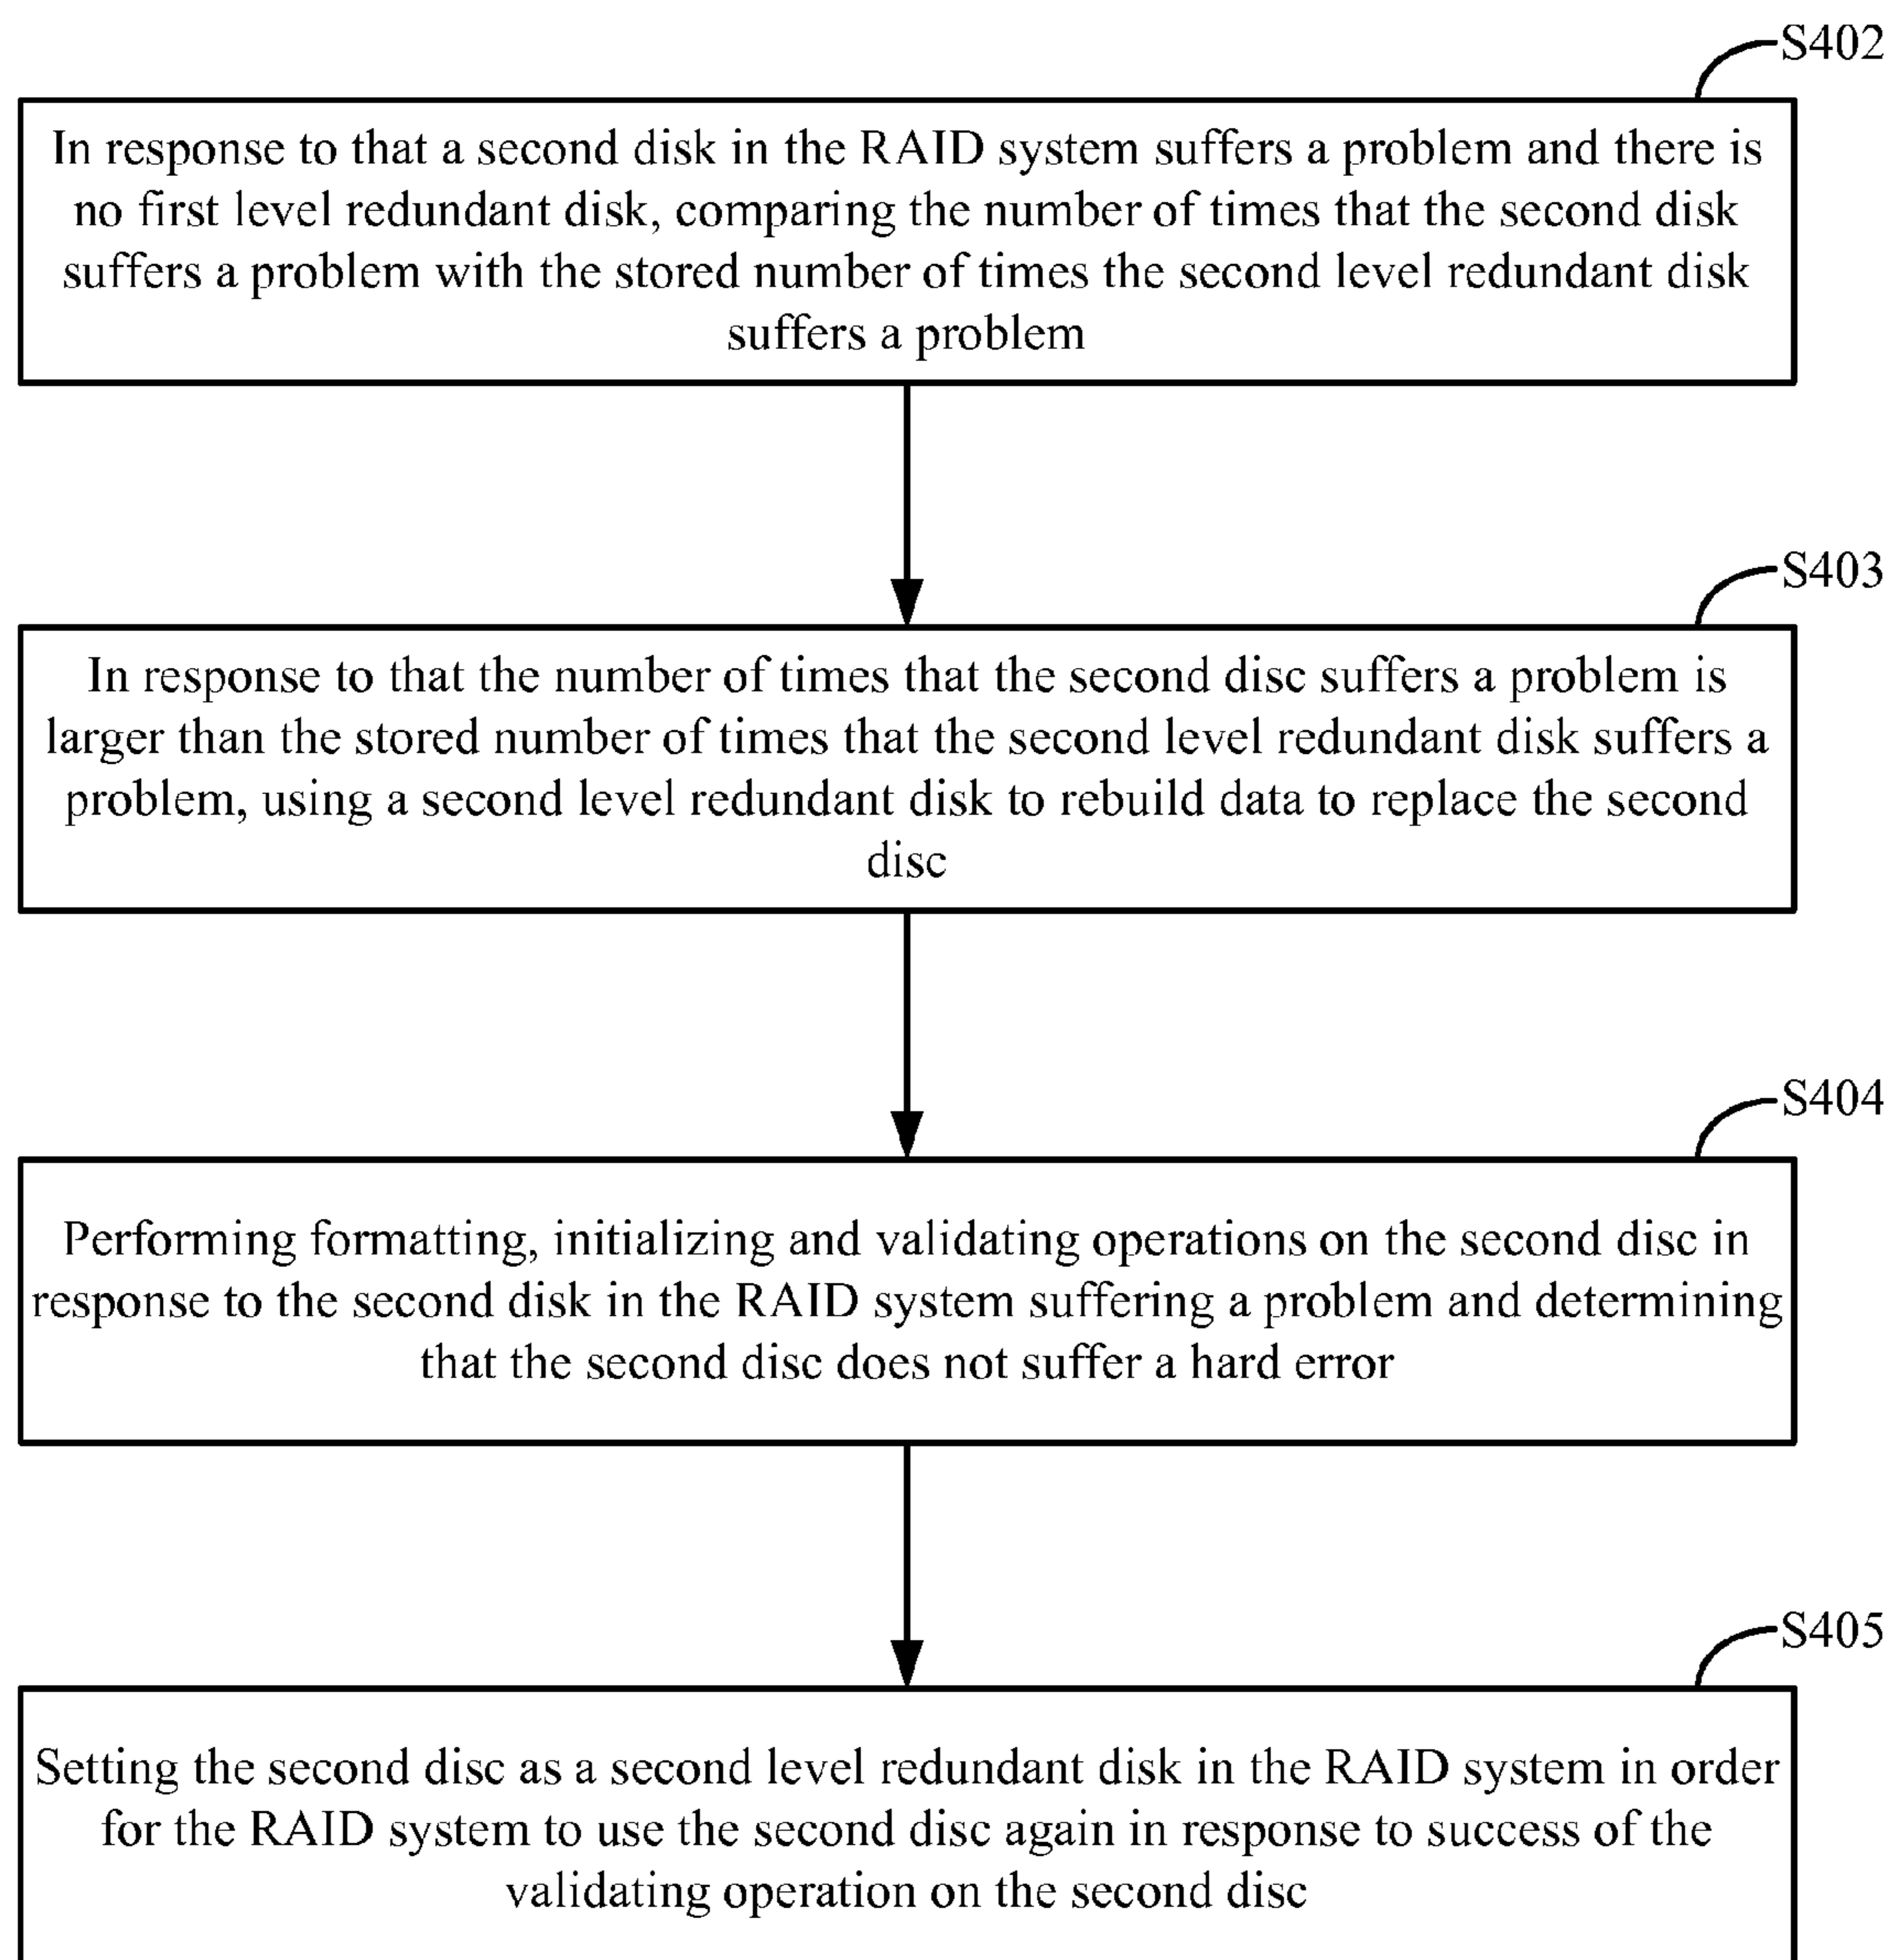 S402
In response to that a second disk in the RAID system suffers a problem and there is
no first level redundant disk, comparing the number of times that the second disk
suffers a problem with the stored number of times the second level redundant disk
suffers a problem
S403
In response to that the number of times that the second disc suffers a problem is
larger than the stored number of times that the second level redundant disk suffers a
problem, using a second level redundant disk to rebuild data to replace the second
disc
S404
Performing formatting, initializing and validating operations on the second disc in
response to the second disk in the RAID system suffering a problem and determining
that the second disc does not suffer a hard error
S405
Setting the second disc as a second level redundant disk in the RAID system in order
for the RAID system to use the second disc again in response to success of the
validating operation on the second disc